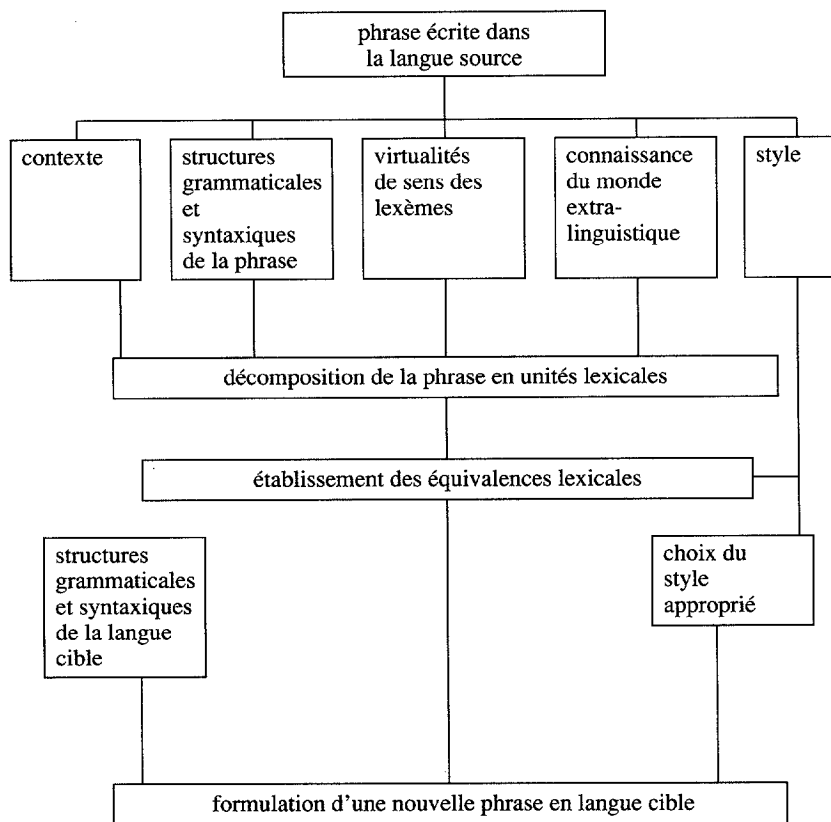 phrase écrite dans
la langue source
contexte
structures
grammaticales
et
syntaxiques
de la phrase
virtualités
de sens des
lexèmes
connaissance
du monde
extra-
linguistique
style
décomposition de la phrase en unités lexicales
établissement des équivalences lexicales
structures
grammaticales
et syntaxiques
de la langue
cible
choix du
style
approprié
formulation d'une nouvelle phrase en langue cible